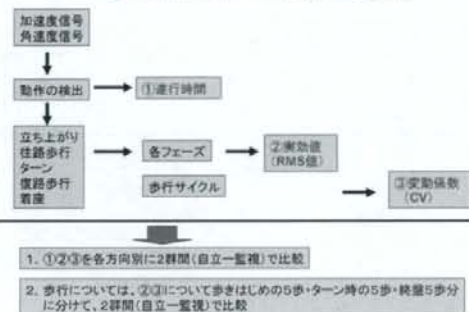 加速度信号
角速度信号
動作の検出
①遂行時間
立ち上がり
往路歩行
ターン
復路歩行
着座
各フェーズ
歩行サイクル
②実効値
(RMS値)
③変動係数
(CV)
1. ①②③を各方向別に2群間(自立ー監視)で比較
2. 歩行については、②③について歩きはじめの5歩・ターン時の5歩・終盤5歩分
に分けて、2群間(自立ー監視)で比較